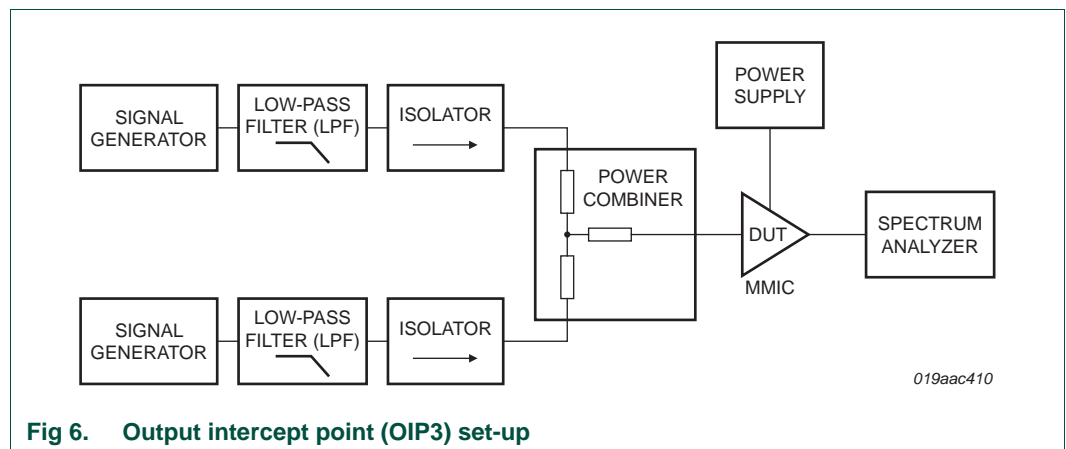 SIGNAL
GENERATOR
LOW-PASS
FILTER (LPF)
ISOLATOR
POWER
SUPPLY
POWER
COMBINER
DUT
MMIC
SPECTRUM
ANALYZER
SIGNAL
GENERATOR
LOW-PASS
FILTER (LPF)
ISOLATOR
019aac410
Fig 6. Output intercept point (OIP3) set-up